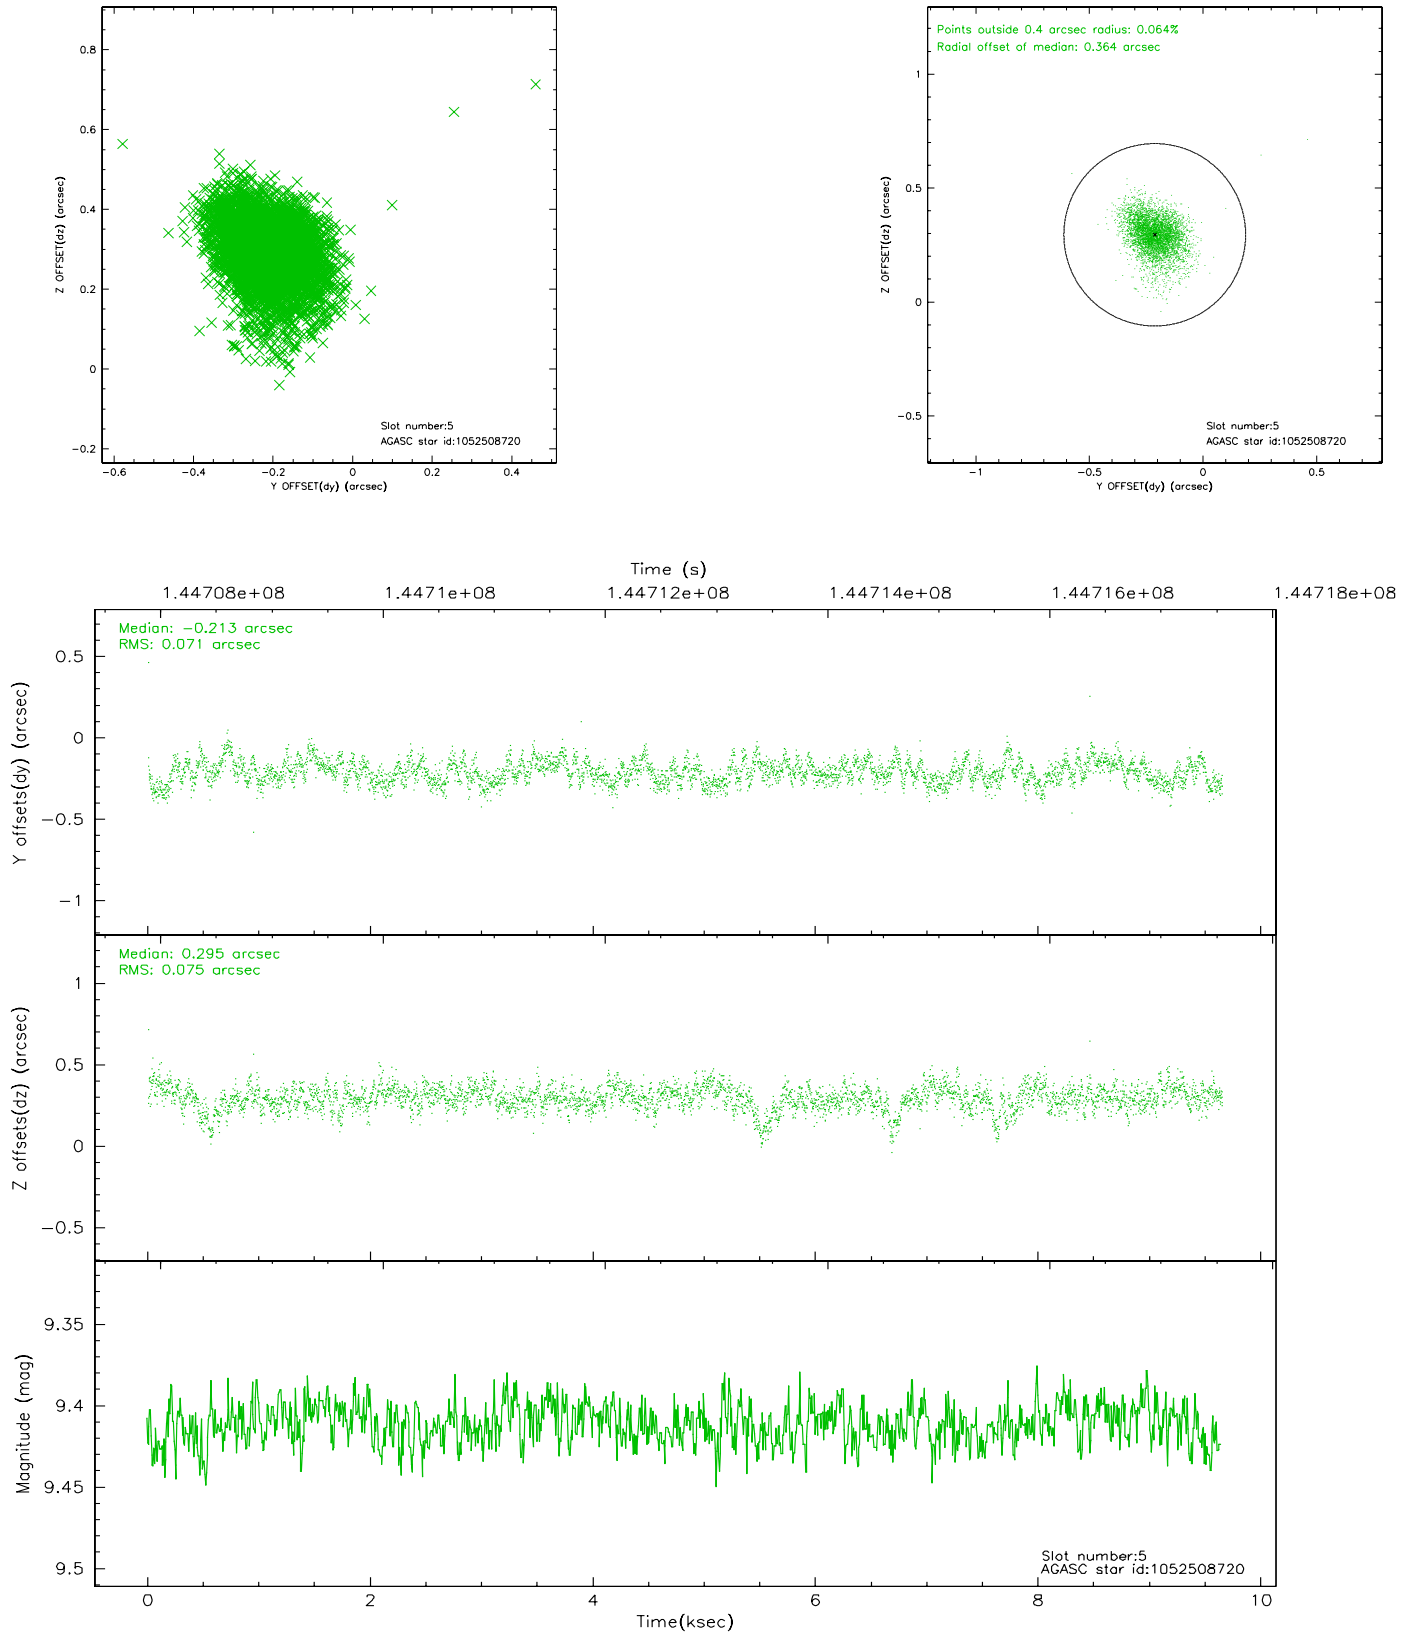 0.8
0.6
0.4
0.2
0
−0.2
−0.6
−0.4
−0.2
0
0.2
0.4
Z OFFSET(dz) (arcsec)
Y OFFSET(dy) (arcsec)
Slot number:5
AGASC star id:1052508720
Points outside 0.4 arcsec radius: 0.064%
Radial offset of median: 0.364 arcsec
1
0.5
0
−0.5
−1
−0.5
0
0.5
Z OFFSET(dz) (arcsec)
Y OFFSET(dy) (arcsec)
Slot number:5
AGASC star id:1052508720
Time (s)
1.44708e+08
1.4471e+08
1.44712e+08
1.44714e+08
1.44716e+08
1.44718e+08
Median: −0.213 arcsec
RMS: 0.071 arcsec
0.5
0
−0.5
−1
Y offsets(dy) (arcsec)
Median: 0.295 arcsec
RMS: 0.075 arcsec
1
0.5
0
−0.5
Z offsets(dz) (arcsec)
9.35
9.4
9.45
9.5
Magnitude (mag)
Slot number:5
AGASC star id:1052508720
0
2
4
6
8
10
Time(ksec)